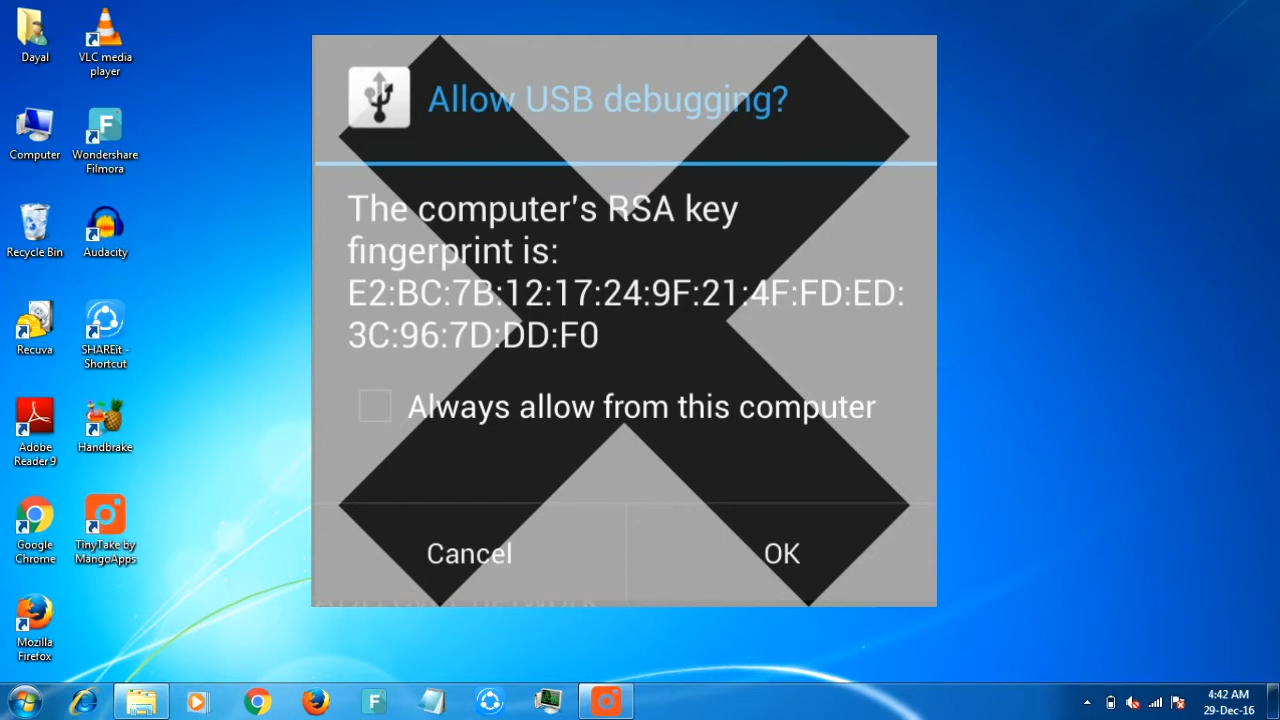 Dayal
VLC media
player
Computer
Wondershare
Filmora
Recycle Bin
Audacity
Recuva
SHAREit -
Shortcut
Adobe
Reader 9
Handbrake
Google
Chrome
TinyTake by
MangoApps
Mozilla
Firefox
Allow USB debugging?
The computer's RSA key
fingerprint is:
E2:BC:7B:12:17:24:9F:21:4F:FD:ED:
3C:96:7D:DD:F0
Always allow from this computer
Cancel
OK
4:42 AM
29-Dec-16